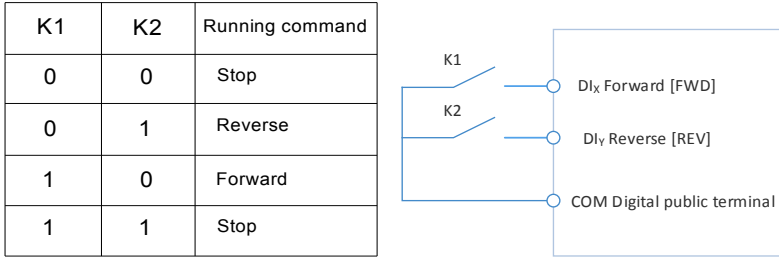 K1 K2 Running command
0 0 Stop
0 1 Reverse
1 0 Forward
1 1 Stop
K1
DIX Forward [FWD]
K2
DIY Reverse [REV]
COM Digital public terminal